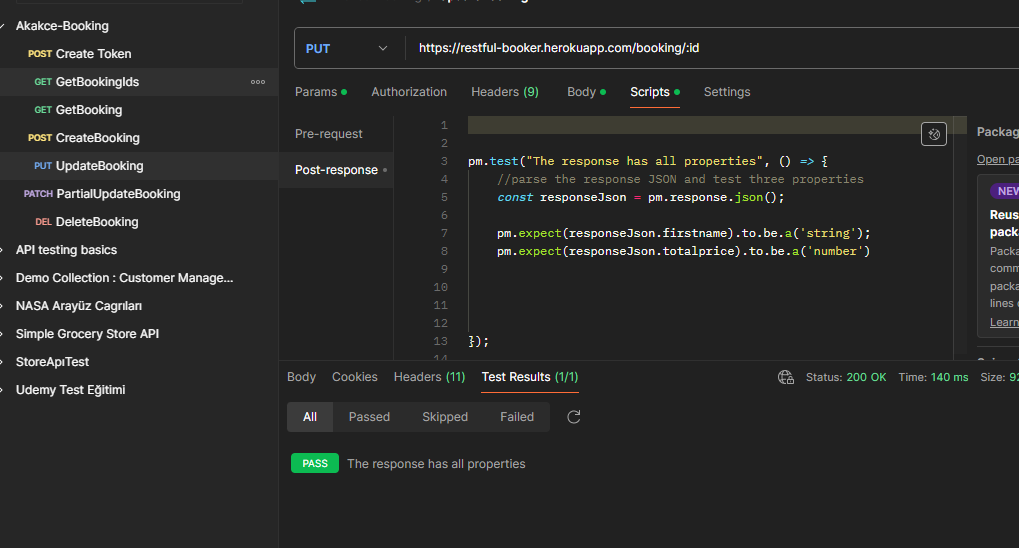 Akakce-Booking
POST Create Token
GET GetBookingIds
GET GetBooking
POST CreateBooking
PUT UpdateBooking
PATCH PartialUpdateBooking
DEL DeleteBooking
API testing basics
Demo Collection : Customer Manage...
NASA Arayüz Cagrıları
Simple Grocery Store API
StoreApıTest
Udemy Test Eğitimi
PUT https://restful-booker.herokuapp.com/booking/:id
Params Authorization Headers (9) Body Scripts Settings
Pre-request
Post-response
1
2
3 pm.test("The response has all properties", () => {
4 //parse the response JSON and test three properties
5 const responseJson = pm.response.json();
6
7 pm.expect(responseJson.firstname).to.be.a('string');
8 pm.expect(responseJson.totalprice).to.be.a('number')
9
10
11
12
13 });
14
Packag
Open pa
NEW
Reus
pack
Packa
comm
packa
lines
Learn
Body Cookies Headers (11) Test Results (1/1) Status: 200 OK Time: 140 ms Size: 92
All Passed Skipped Failed
PASS The response has all properties